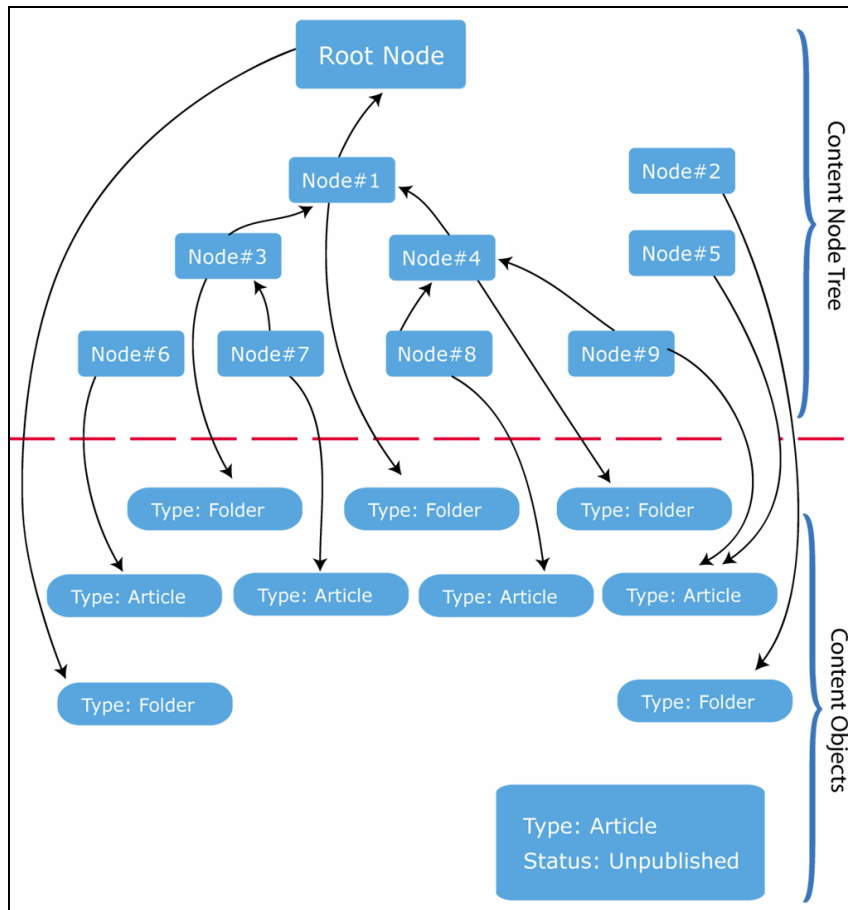 Root Node
Node#1
Node#2
Node#3
Node#4
Node#5
Node#6
Node#7
Node#8
Node#9
Content Node Tree
Type: Folder
Type: Folder
Type: Folder
Type: Article
Type: Article
Type: Article
Type: Article
Type: Folder
Type: Folder
Content Objects
Type: Article
Status: Unpublished